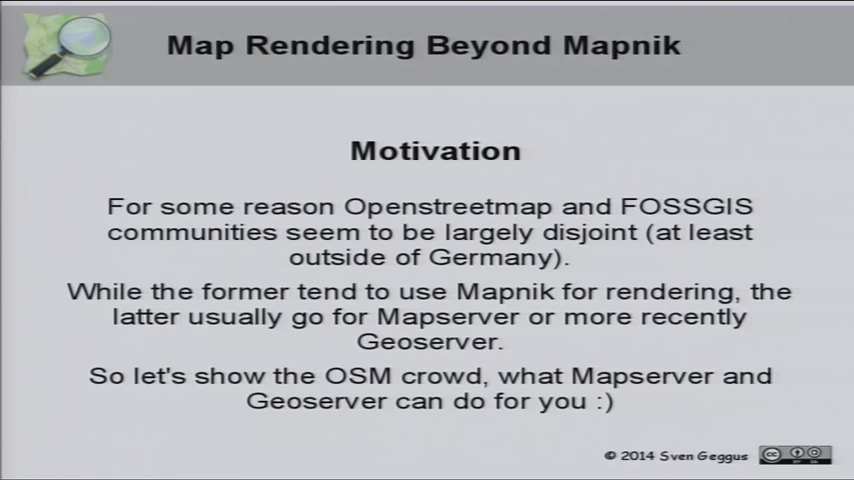 Map Rendering Beyond Mapnik
Motivation
For some reason Openstreetmap and FOSSGIS
communities seem to be largely disjoint (at least
outside of Germany).
While the former tend to use Mapnik for rendering, the
latter usually go for Mapserver or more recently
Geoserver.
So let's show the OSM crowd, what Mapserver and
Geoserver can do for you :)
© 2014 Sven Geggus